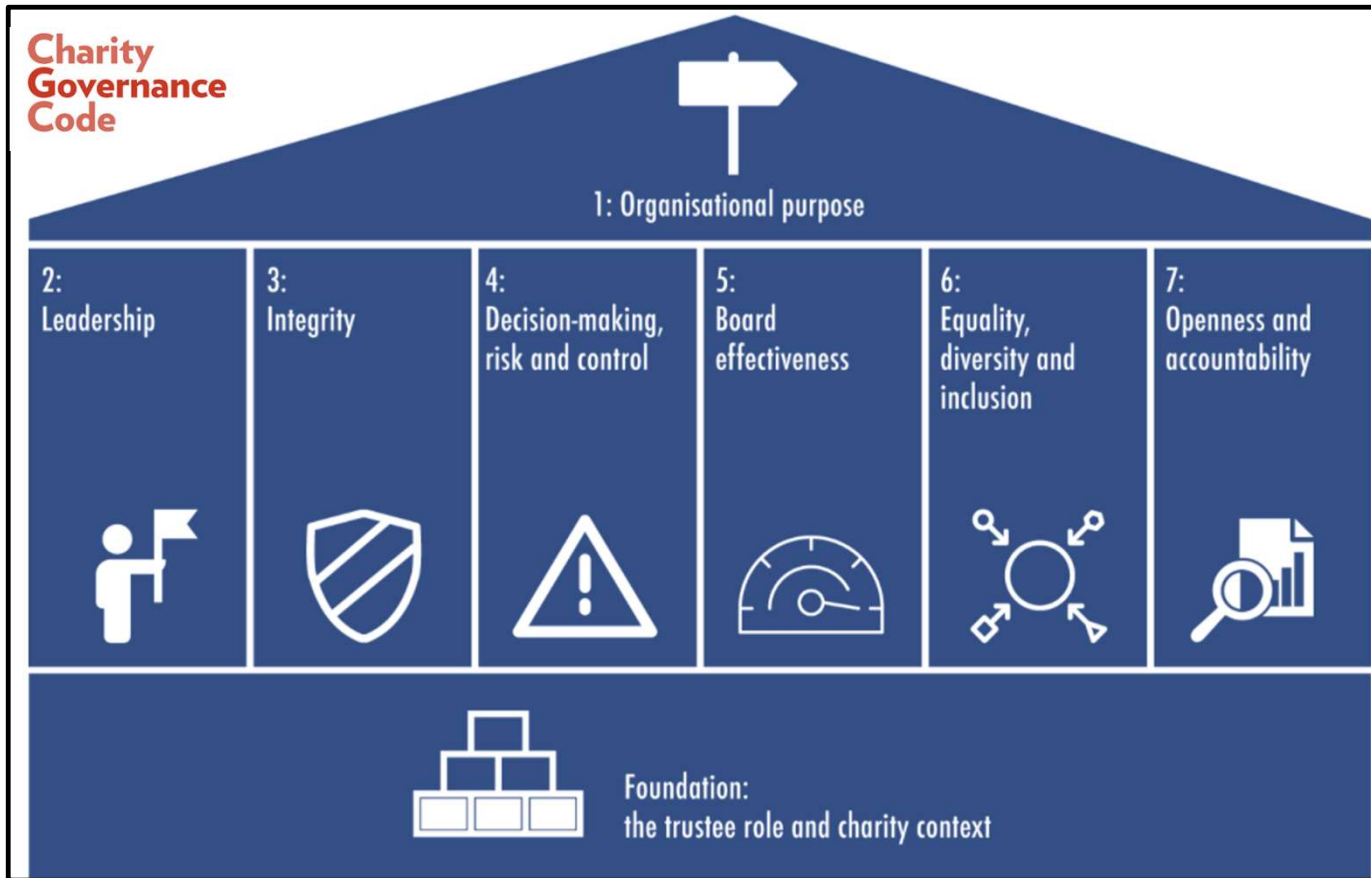 Charity
Governance
Code
1: Organisational purpose
2:
Leadership
3:
Integrity
4:
Decision-making,
risk and control
5:
Board
effectiveness
6:
Equality,
diversity and
inclusion
7:
Openness and
accountability
Foundation:
the trustee role and charity context